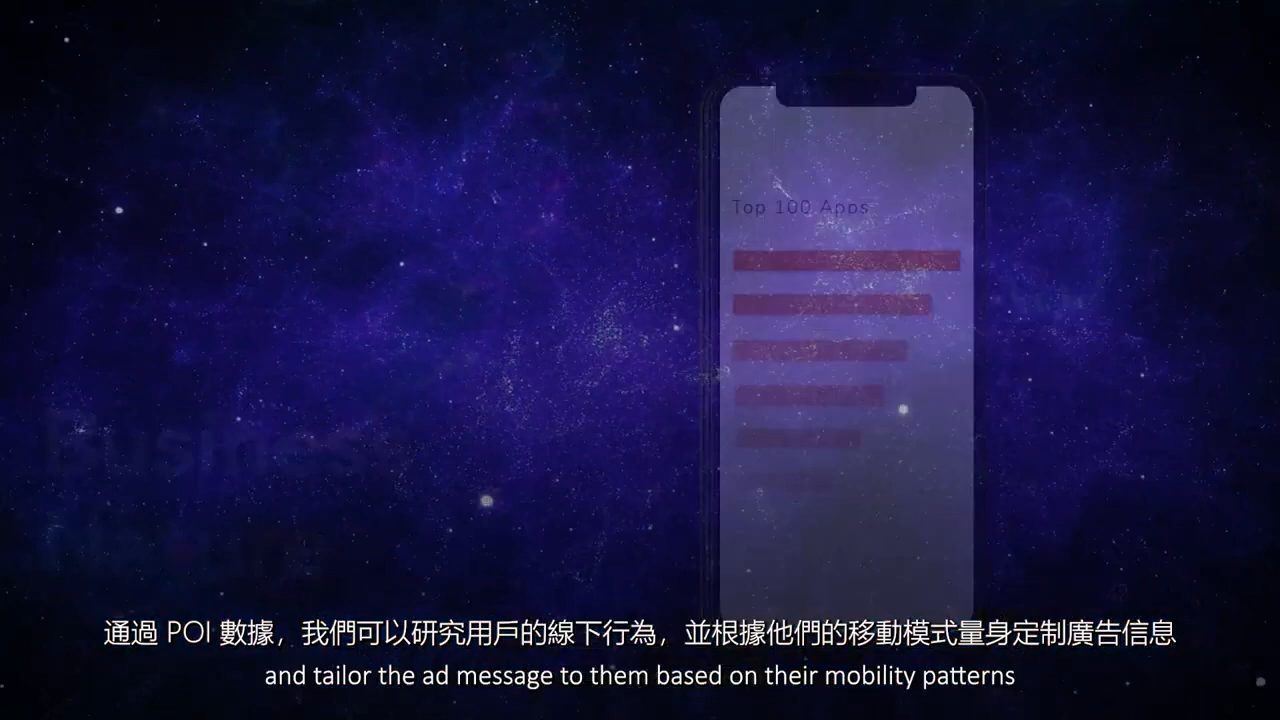 Top 100 Apps
Business
通過 POI 數據，我們可以研究用戶的線下行為，並根據他們的移動模式量身定制廣告信息
and tailor the ad message to them based on their mobility patterns